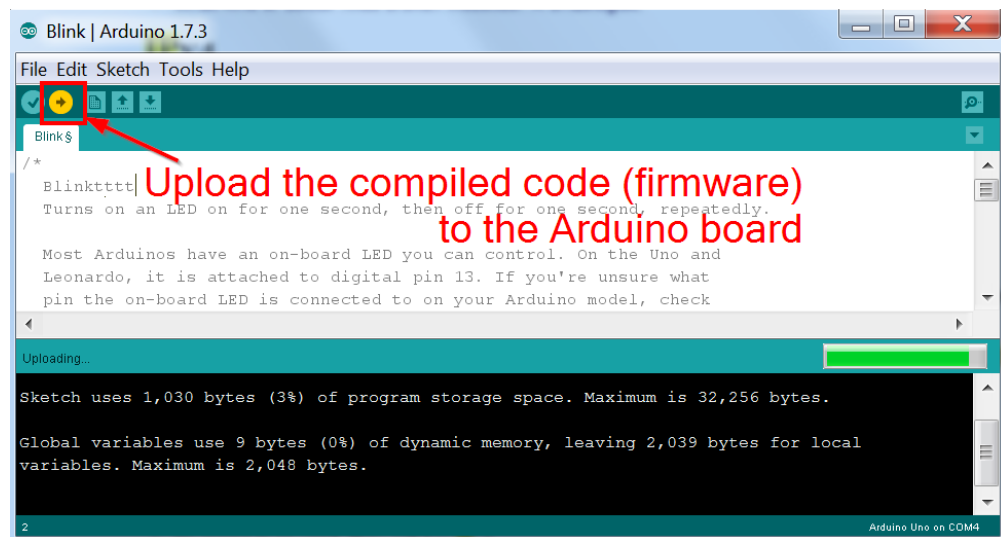 Blink | Arduino 1.7.3
File Edit Sketch Tools Help
Blink§
/*
Blinktttt
Upload the compiled code (firmware)
Turns on an LED on for one second, then off for one second, repeatedly.
to the Arduino board
Most Arduinos have an on-board LED you can control. On the Uno and
Leonardo, it is attached to digital pin 13. If you're unsure what
pin the on-board LED is connected to on your Arduino model, check
Uploading...
Sketch uses 1,030 bytes (3%) of program storage space. Maximum is 32,256 bytes.
Global variables use 9 bytes (0%) of dynamic memory, leaving 2,039 bytes for local
variables. Maximum is 2,048 bytes.
2
Arduino Uno on COM4